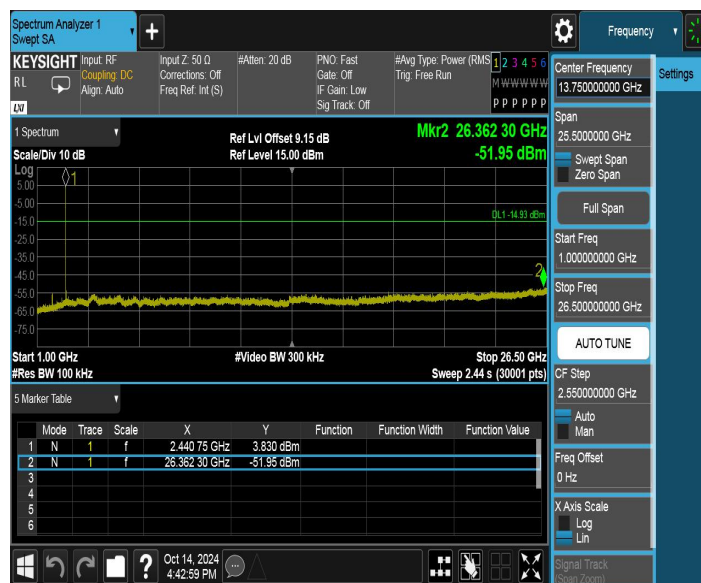 Spectrum Analyzer 1
Swept SA
Frequency
KEYSIGHT
RL
LXI
Input: RF
Coupling: DC
Align: Auto
Input Z: 50 Ω
Corrections: Off
Freq Ref: Int (S)
#Atten: 20 dB
PNO: Fast
Gate: Off
IF Gain: Low
Sig Track: Off
#Avg Type: Power (RMS
Trig: Free Run
1 2 3 4 5 6
M W W W W W
P P P P P P
Center Frequency
13.750000000 GHz
Settings
Span
25.5000000 GHz
Swept Span
Zero Span
Full Span
Start Freq
1.000000000 GHz
Stop Freq
26.500000000 GHz
AUTO TUNE
CF Step
2.550000000 GHz
Auto
Man
Freq Offset
0 Hz
X Axis Scale
Log
Lin
Signal Track
(Span Zoom)
1 Spectrum
Scale/Div 10 dB
Ref Lvl Offset 9.15 dB
Ref Level 15.00 dBm
Mkr2 26.362 30 GHz
-51.95 dBm
Log
5.00
-5.00
-15.0
-25.0
-35.0
-45.0
-55.0
-65.0
-75.0
1
DL1 -14.93 dBm
2
Start 1.00 GHz
#Res BW 100 kHz
#Video BW 300 kHz
Stop 26.50 GHz
Sweep 2.44 s (30001 pts)
5 Marker Table
Mode Trace Scale X Y Function Function Width Function Value
1 N 1 f 2.440 75 GHz 3.830 dBm
2 N 1 f 26.362 30 GHz -51.95 dBm
3
4
5
6
?
Oct 14, 2024
4:42:59 PM